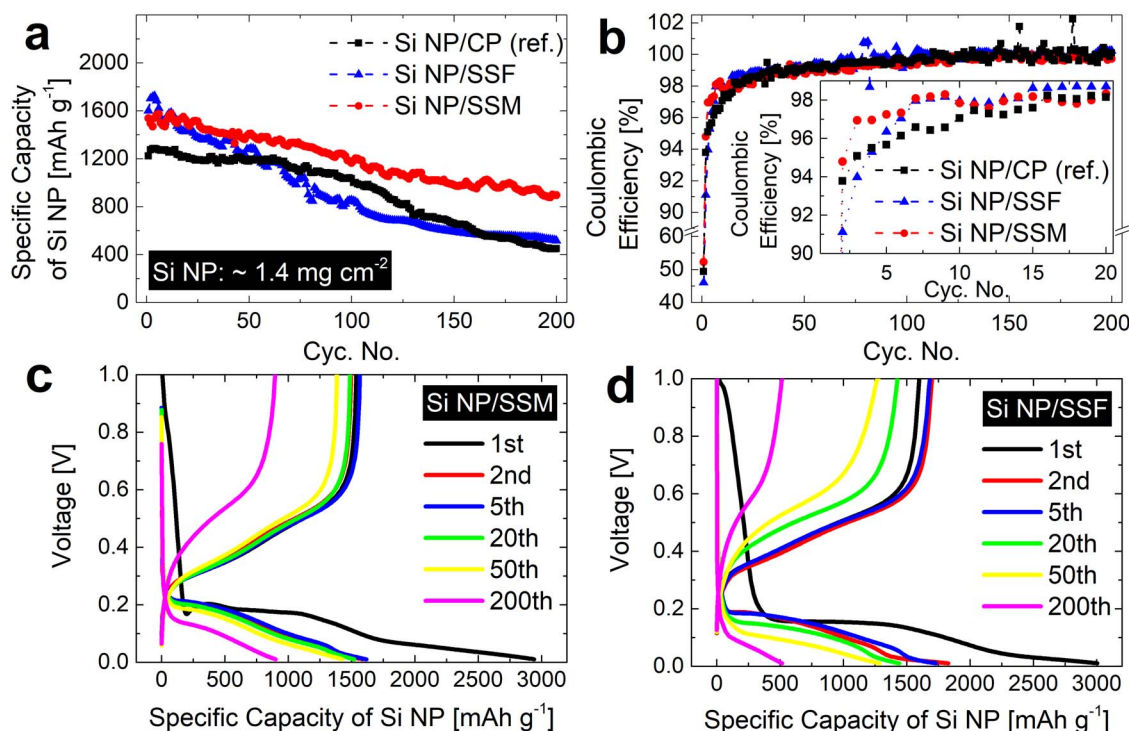 a
Specific Capacity
of Si NP [mAh g⁻¹]
2400
2000
1600
1200
800
400
0
Si NP/CP (ref.)
Si NP/SSF
Si NP/SSM
Si NP: ~ 1.4 mg cm⁻²
0 50 100 150 200
Cyc. No.
b
Coulombic
Efficiency [%]
102
100
98
96
94
92
90
60
50
40
Coulombic
Efficiency [%]
98
96
94
92
90
Si NP/CP (ref.)
Si NP/SSF
Si NP/SSM
5 10 15 20
Cyc. No.
0 50 100 150 200
Cyc. No.
c
Voltage [V]
1.0
0.8
0.6
0.4
0.2
0.0
Si NP/SSM
1st
2nd
5th
20th
50th
200th
0 500 1000 1500 2000 2500 3000
Specific Capacity of Si NP [mAh g⁻¹]
d
Voltage [V]
1.0
0.8
0.6
0.4
0.2
0.0
Si NP/SSF
1st
2nd
5th
20th
50th
200th
0 500 1000 1500 2000 2500 3000
Specific Capacity of Si NP [mAh g⁻¹]